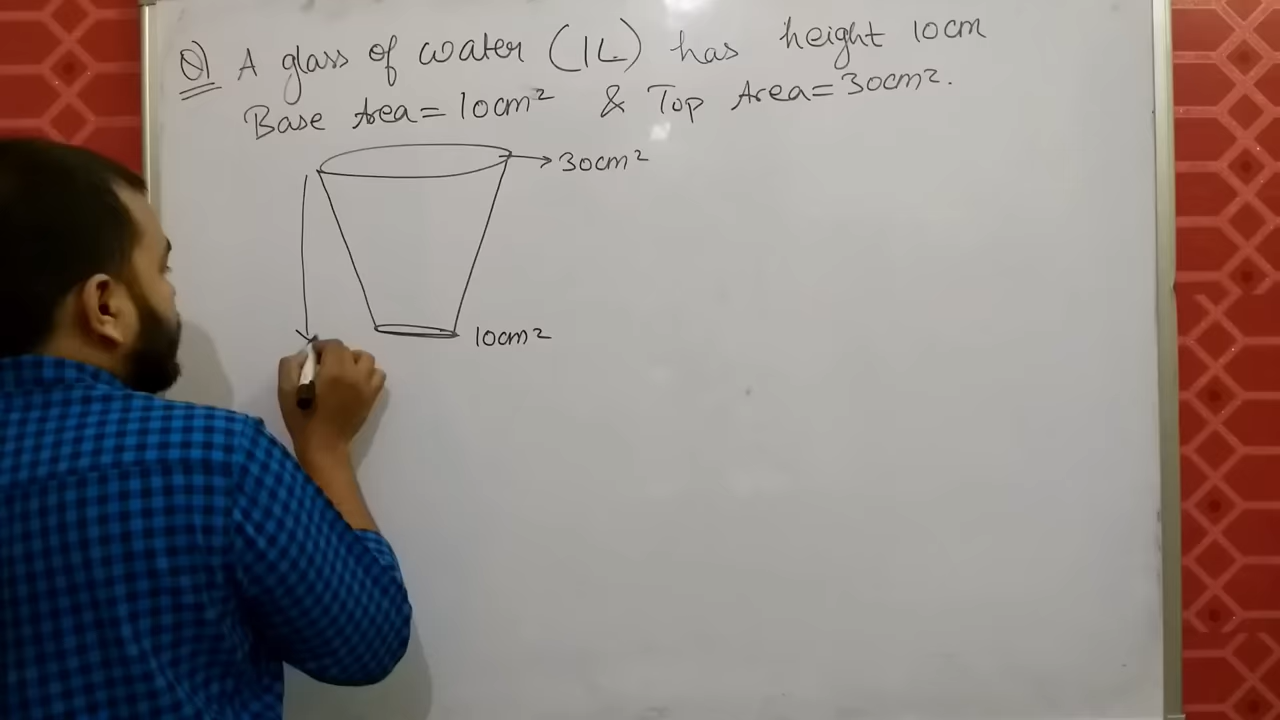 Q) A glass of water (1L) has height 10cm
Base Area = 10cm² & Top Area = 30cm².
30cm²
10cm²